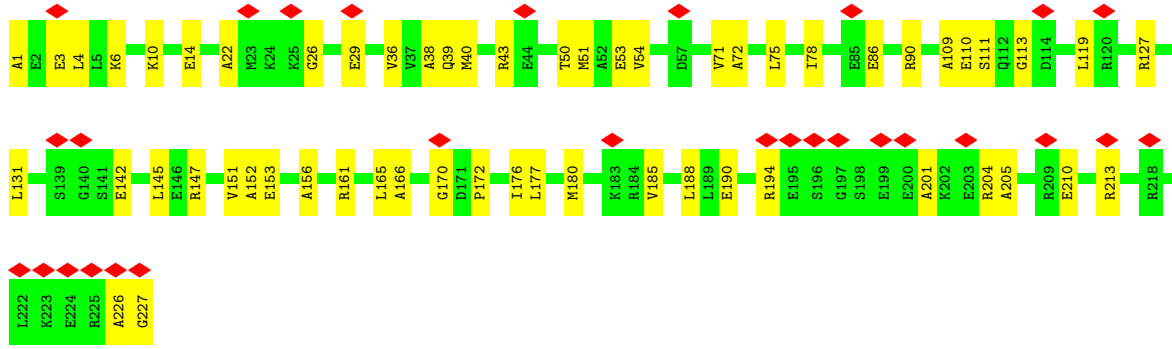 A1 E2 E3 L4 L5 K6 K10 E14 A22 M23 K24 K25 G26 E29 V36 V37 A38 Q39 M40 R43 E44 T50 M51 A52 E53 V54 D57 V71 A72 L75 I78 E85 E86 R90 A109 E110 S111 Q112 G113 D114 L119 R120 R127
L131 S139 G140 S141 E142 L145 E146 R147 V151 A152 E153 A156 R161 L165 A166 G170 D171 P172 I176 L177 M180 K183 R184 V185 L188 L189 E190 R194 E195 S196 G197 S198 E199 E200 A201 K202 E203 R204 A205 R209 E210 R213 R218
L222 K223 E224 R225 A226 G227